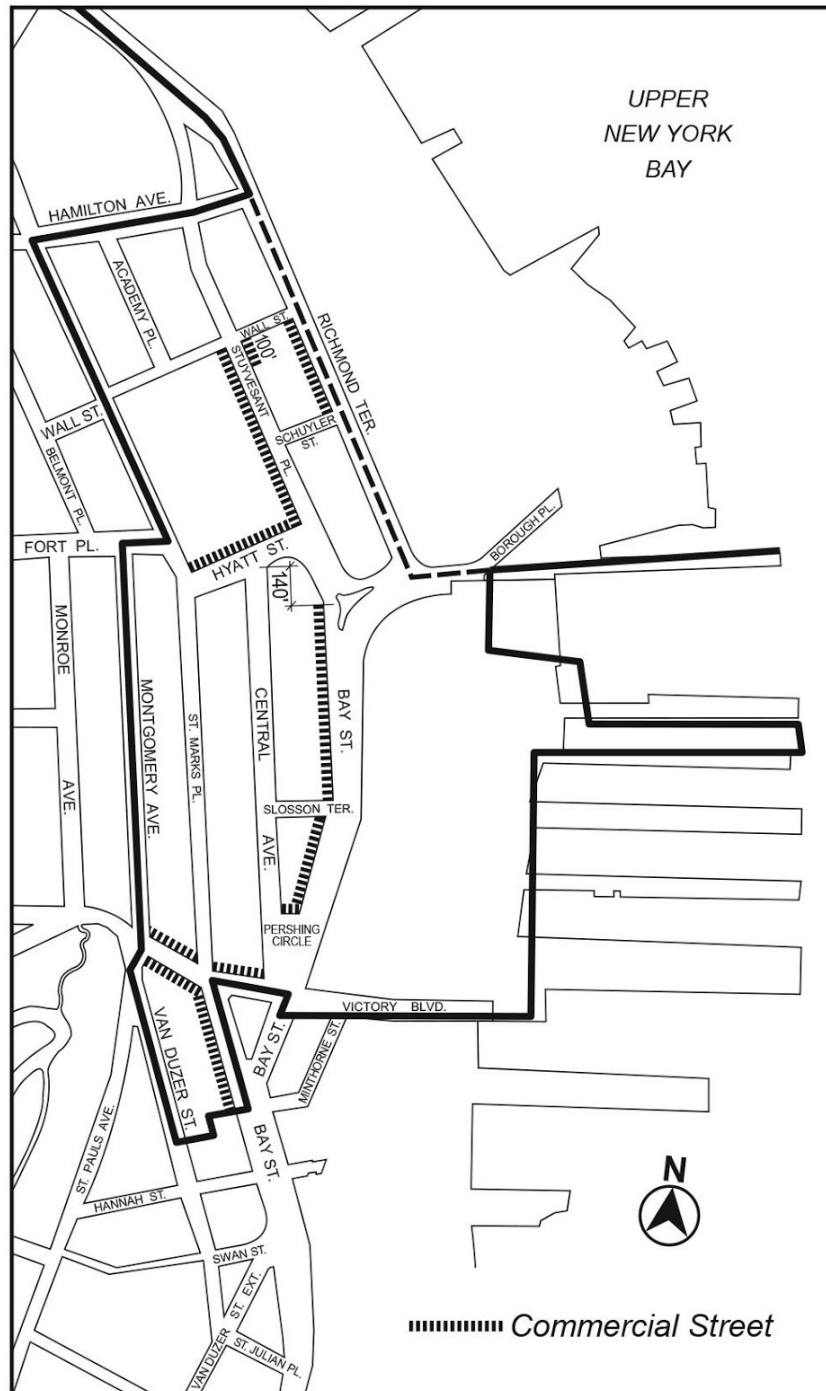 UPPER
NEW YORK
BAY
HAMILTON AVE.
ACADEMY PL.
RICHMOND TER.
WALL ST.
100'
STUYVESANT
PL.
SCHUYLER
ST.
WALL ST.
BELMONT PL.
FORT PL.
HYATT ST.
BOROUGH PL.
140'
MONROE
AVE.
MONTGOMERY AVE.
ST. MARKS PL.
CENTRAL
AVE.
BAY ST.
SLOSSON TER.
PERSHING
CIRCLE
VICTORY BLVD.
VAN DUZER ST.
BAY ST.
MINTHORNE ST.
ST. PAULS AVE.
BAY ST.
HANNAH ST.
SWAN ST.
VAN DUZER
ST. EXT.
ST. JULIAN PL.
N
Commercial Street